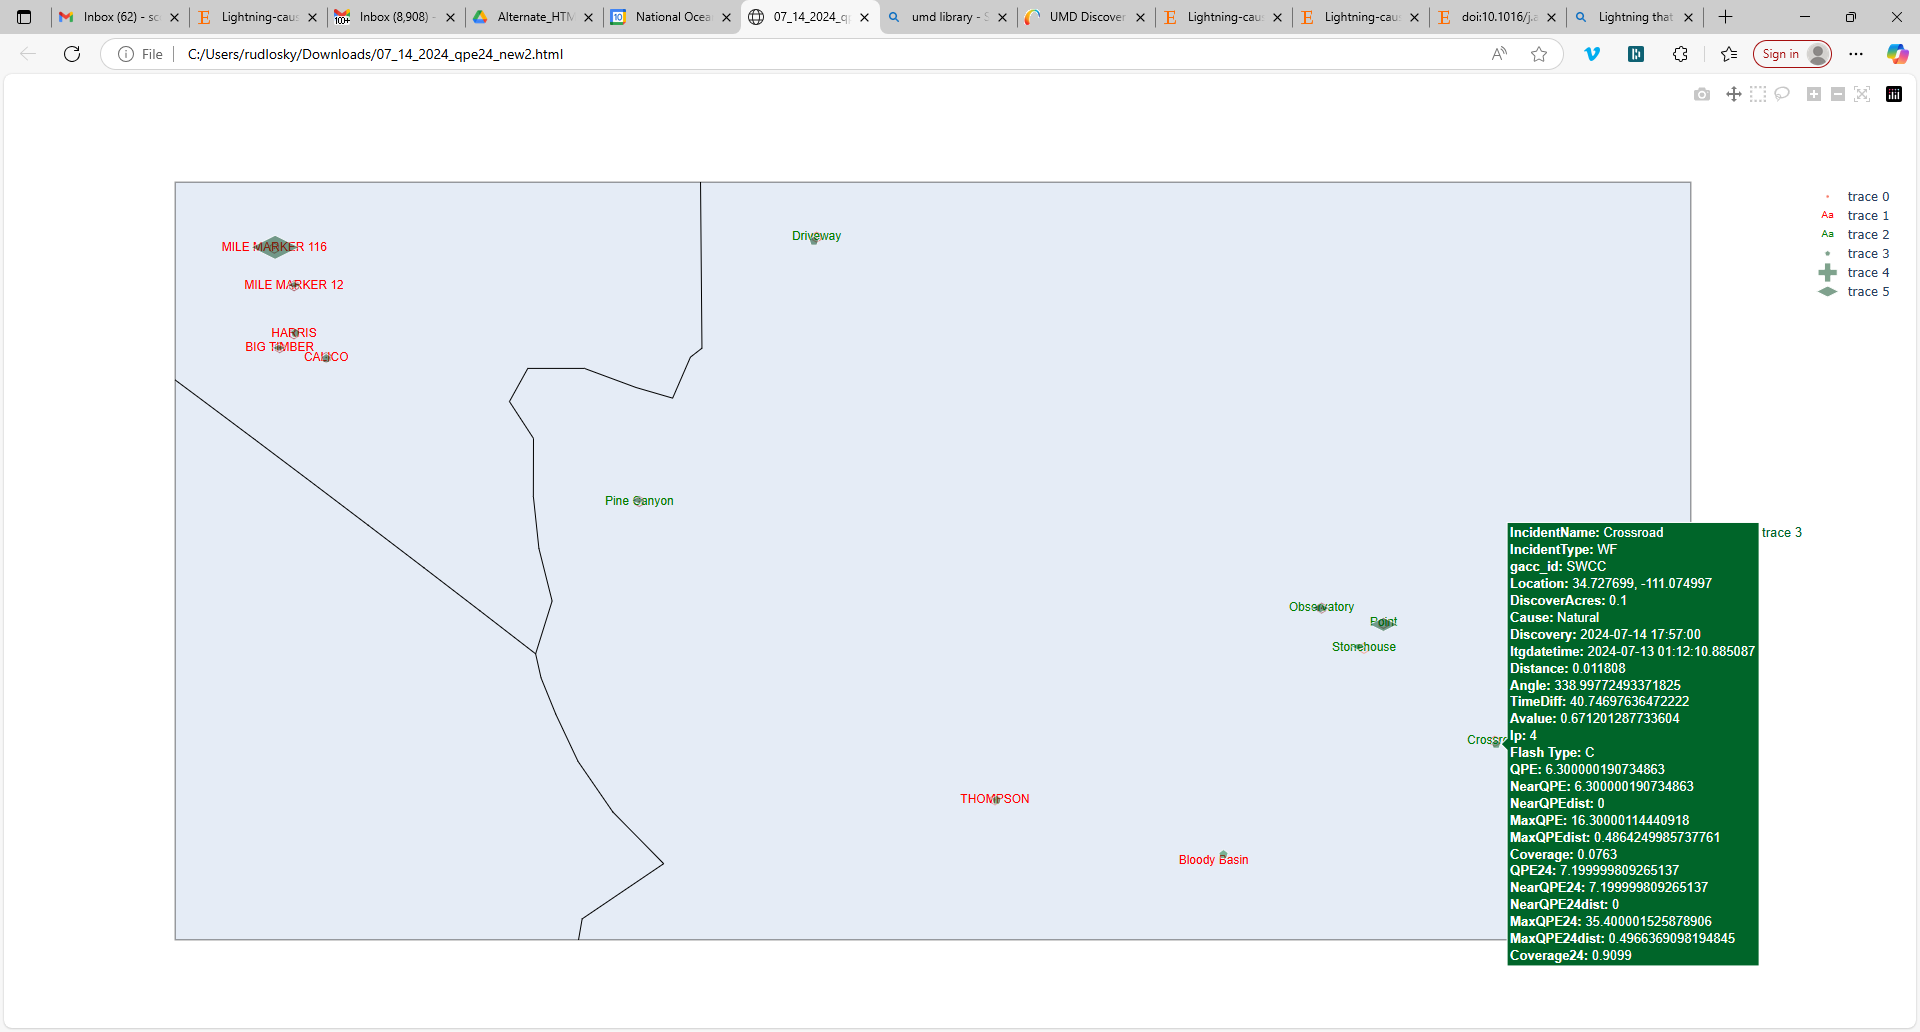 Inbox (62) - sc
Lightning-cau
Inbox (8,908) -
Alternate_HTM
National Ocea
07_14_2024_q
umd library - S
UMD Discover
Lightning-cau
Lightning-cau
doi:10.1016/j.a
Lightning that
File
C:/Users/rudlosky/Downloads/07_14_2024_qpe24_new2.html
Sign in
trace 0
Aa trace 1
Aa trace 2
trace 3
trace 4
trace 5
Driveway
MILE MARKER 116
MILE MARKER 12
HARRIS
BIG TIMBER
CALICO
Pine Canyon
Observatory
Point
Stonehouse
Crossro
THOMPSON
Bloody Basin
IncidentName: Crossroad
trace 3
IncidentType: WF
gacc_id: SWCC
Location: 34.727699, -111.074997
DiscoverAcres: 0.1
Cause: Natural
Discovery: 2024-07-14 17:57:00
ltgdatetime: 2024-07-13 01:12:10.885087
Distance: 0.011808
Angle: 338.99772493371825
TimeDiff: 40.74697636472222
Avalue: 0.671201287733604
Ip: 4
Flash Type: C
QPE: 6.300000190734863
NearQPE: 6.300000190734863
NearQPEdist: 0
MaxQPE: 16.30000114440918
MaxQPEdist: 0.4864249985737761
Coverage: 0.0763
QPE24: 7.199999809265137
NearQPE24: 7.199999809265137
NearQPE24dist: 0
MaxQPE24: 35.400001525878906
MaxQPE24dist: 0.4966369098194845
Coverage24: 0.9099